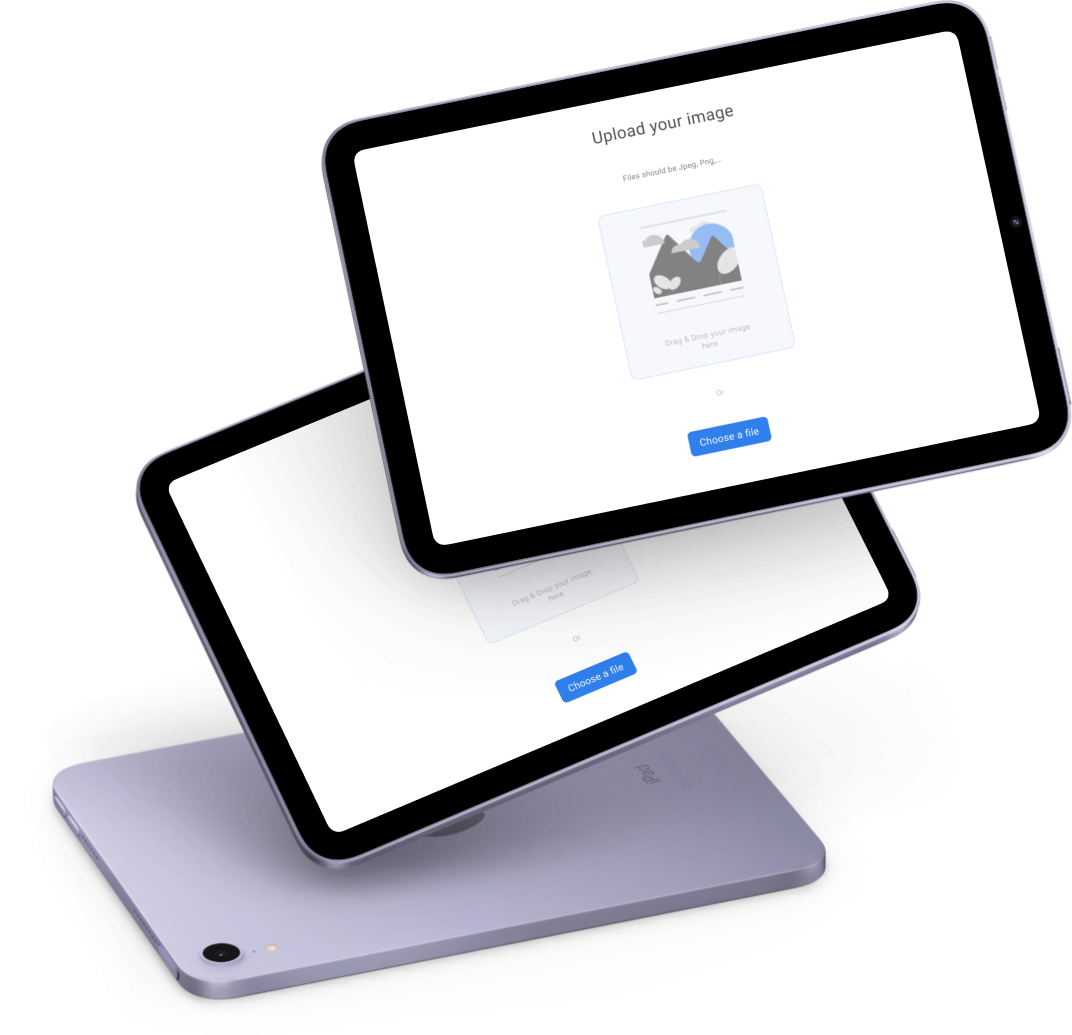 Upload your image
Files should be Jpeg, Png,...
Drag & Drop your image
here
Or
Choose a file
Drag & Drop your image
here
Or
Choose a file
iPad